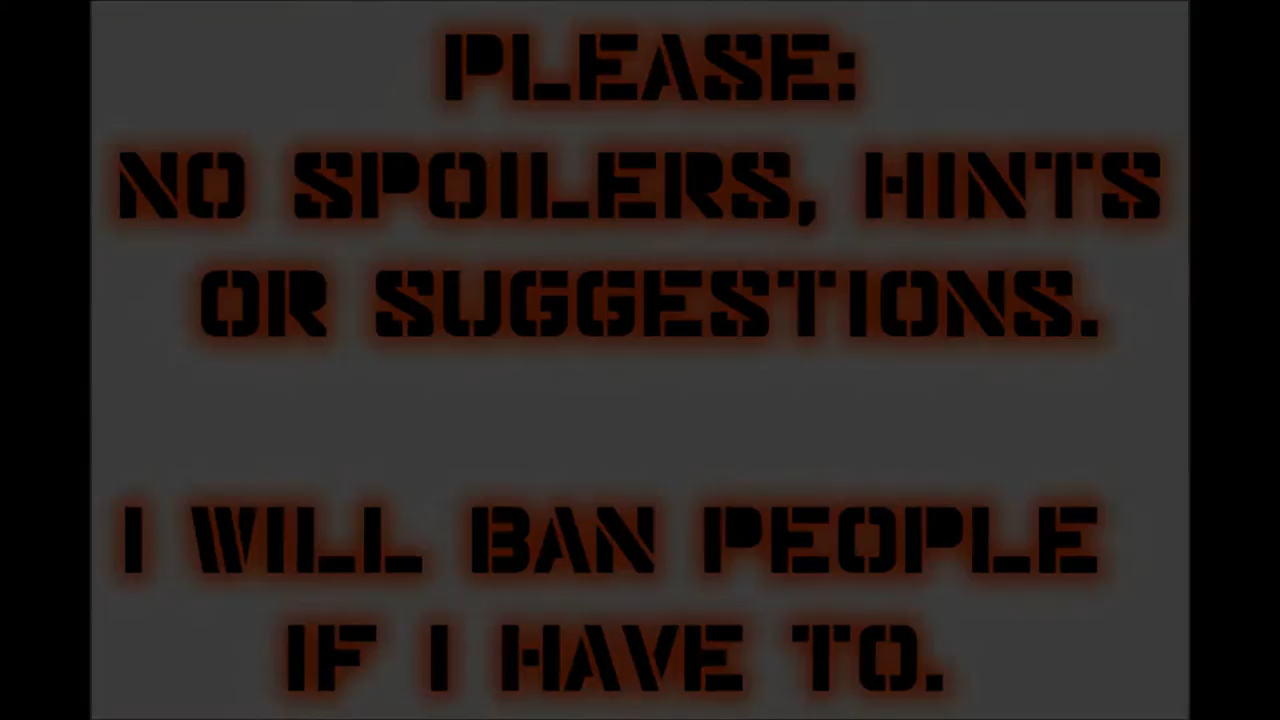 PLEASE:
NO SPOILERS, HINTS
OR SUGGESTIONS.
I WILL BAN PEOPLE
IF I HAVE TO.